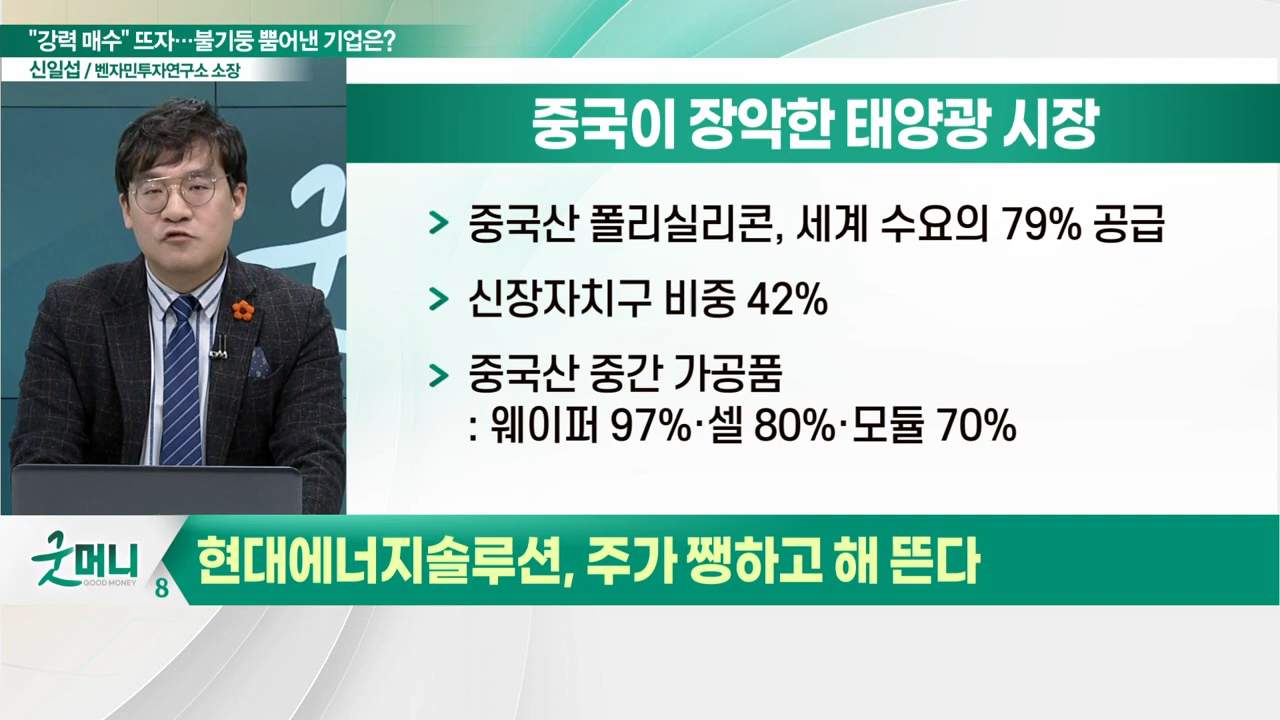 "강력 매수" 뜨자…불기둥 뿜어낸 기업은?
신일섭 / 벤자민투자연구소 소장
중국이 장악한 태양광 시장
> 중국산 폴리실리콘, 세계 수요의 79% 공급
> 신장자치구 비중 42%
> 중국산 중간 가공품
: 웨이퍼 97%·셀 80%·모듈 70%
굿머니
GOOD MONEY
8
현대에너지솔루션, 주가 쨍하고 해 뜬다